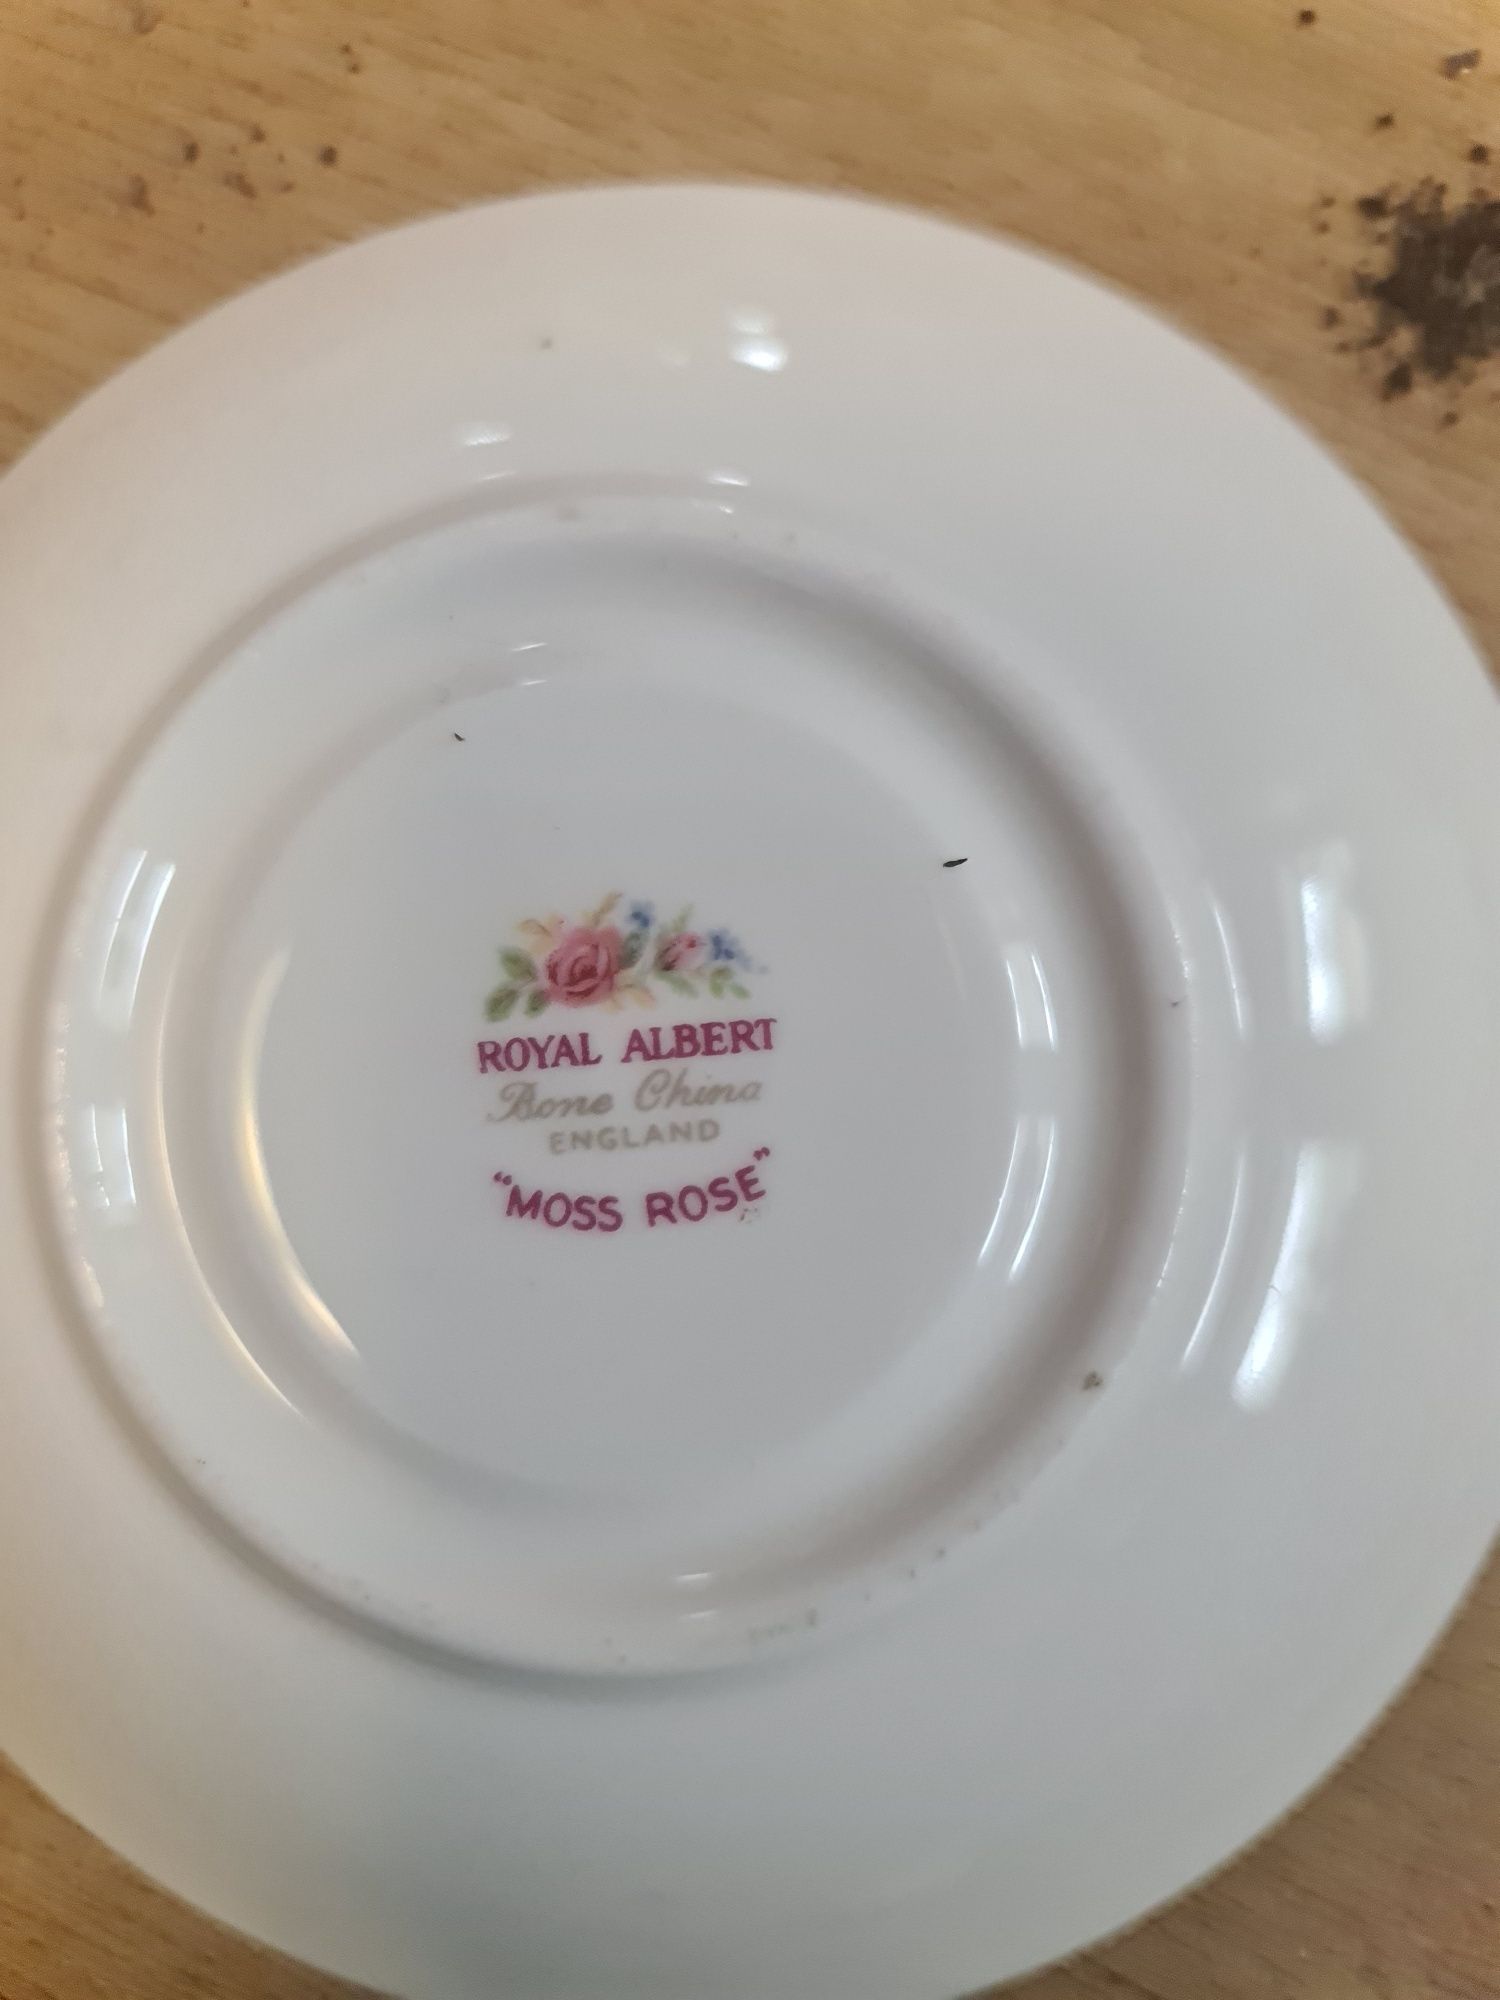 ROYAL ALBERT
Bone China
ENGLAND
"MOSS ROSE"